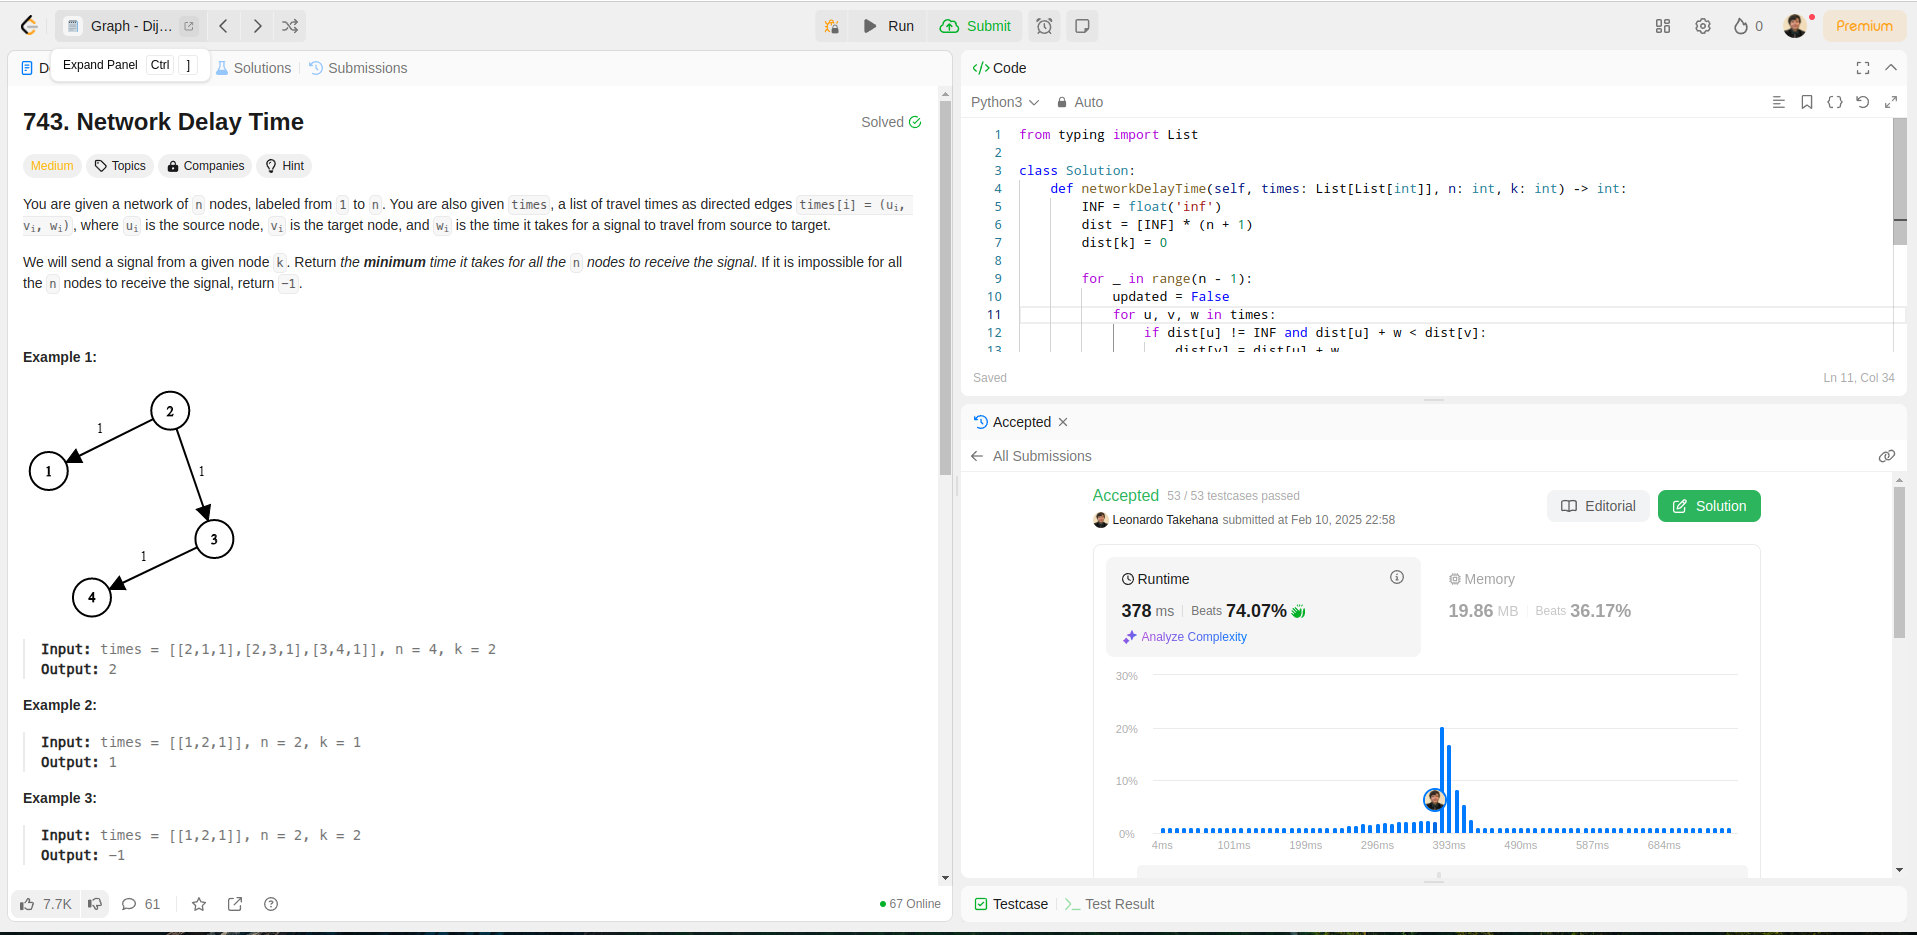 Graph - Dij...
Run
Submit
0
Premium
D
Expand Panel Ctrl ]
Solutions
Submissions
743. Network Delay Time
Solved
Medium
Topics
Companies
Hint
You are given a network of n nodes, labeled from 1 to n. You are also given times, a list of travel times as directed edges times[i] = (ui,
vi, wi), where ui is the source node, vi is the target node, and wi is the time it takes for a signal to travel from source to target.
We will send a signal from a given node k. Return the minimum time it takes for all the n nodes to receive the signal. If it is impossible for all
the n nodes to receive the signal, return -1.
Example 1:
2
1
1
1
3
1
4
Input: times = [[2,1,1],[2,3,1],[3,4,1]], n = 4, k = 2
Output: 2
Example 2:
Input: times = [[1,2,1]], n = 2, k = 1
Output: 1
Example 3:
Input: times = [[1,2,1]], n = 2, k = 2
Output: -1
7.7K
61
67 Online
</> Code
Python3
Auto
1 from typing import List
2
3 class Solution:
4 def networkDelayTime(self, times: List[List[int]], n: int, k: int) -> int:
5 INF = float('inf')
6 dist = [INF] * (n + 1)
7 dist[k] = 0
8
9 for _ in range(n - 1):
10 updated = False
11 for u, v, w in times:
12 if dist[u] != INF and dist[u] + w < dist[v]:
13 dist[v] = dist[u] + w
Saved
Ln 11, Col 34
Accepted
All Submissions
Accepted 53 / 53 testcases passed
Leonardo Takehana submitted at Feb 10, 2025 22:58
Editorial
Solution
Runtime
378 ms Beats 74.07%
Analyze Complexity
Memory
19.86 MB Beats 36.17%
30%
20%
10%
0%
4ms 101ms 199ms 296ms 393ms 490ms 587ms 684ms
Testcase
>_ Test Result